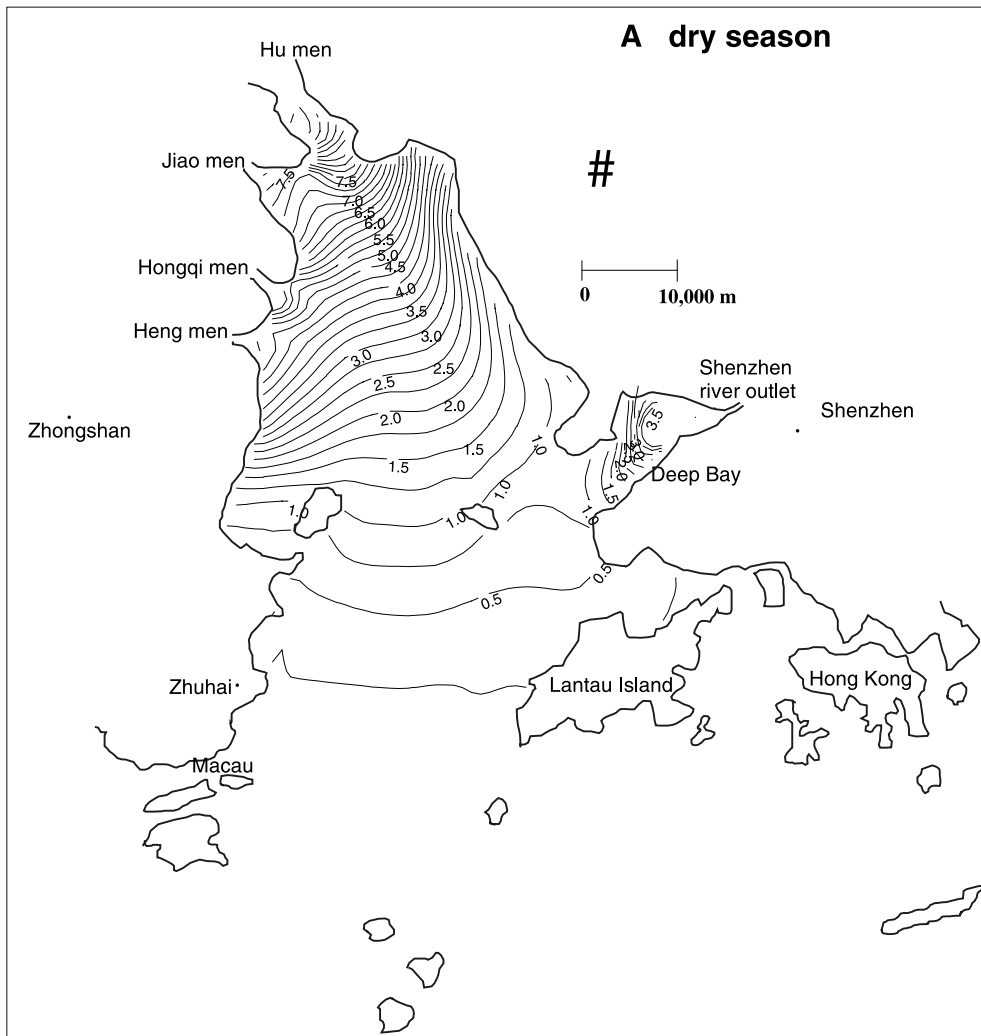 A dry season
Hu men
Jiao men
#
7.5
7.5
7.0
6.5
6.0
5.5
5.0
4.5
Hongqi men
4.0
0 10,000 m
3.5
Heng men
3.0
3.0
2.5
2.5
Shenzhen
river outlet
2.0
2.0
3.5
Shenzhen
Zhongshan
1.0
1.5
1.5
Deep Bay
1.0
1.5
1.0
1.0
1.0
0.5
0.5
Zhuhai
Lantau Island
Hong Kong
Macau